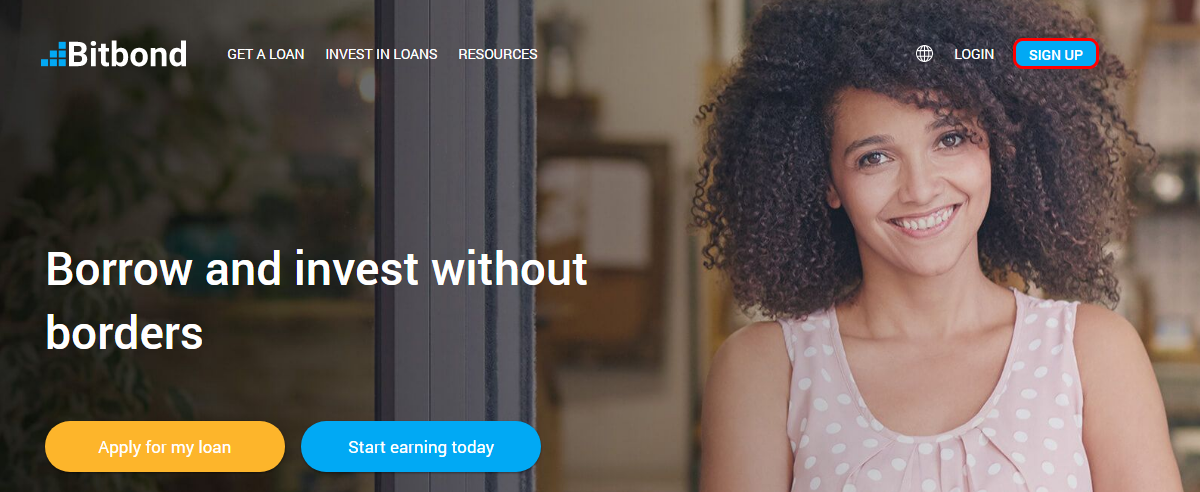 Bitbond
GET A LOAN INVEST IN LOANS RESOURCES LOGIN SIGN UP
Borrow and invest without
borders
Apply for my loan Start earning today